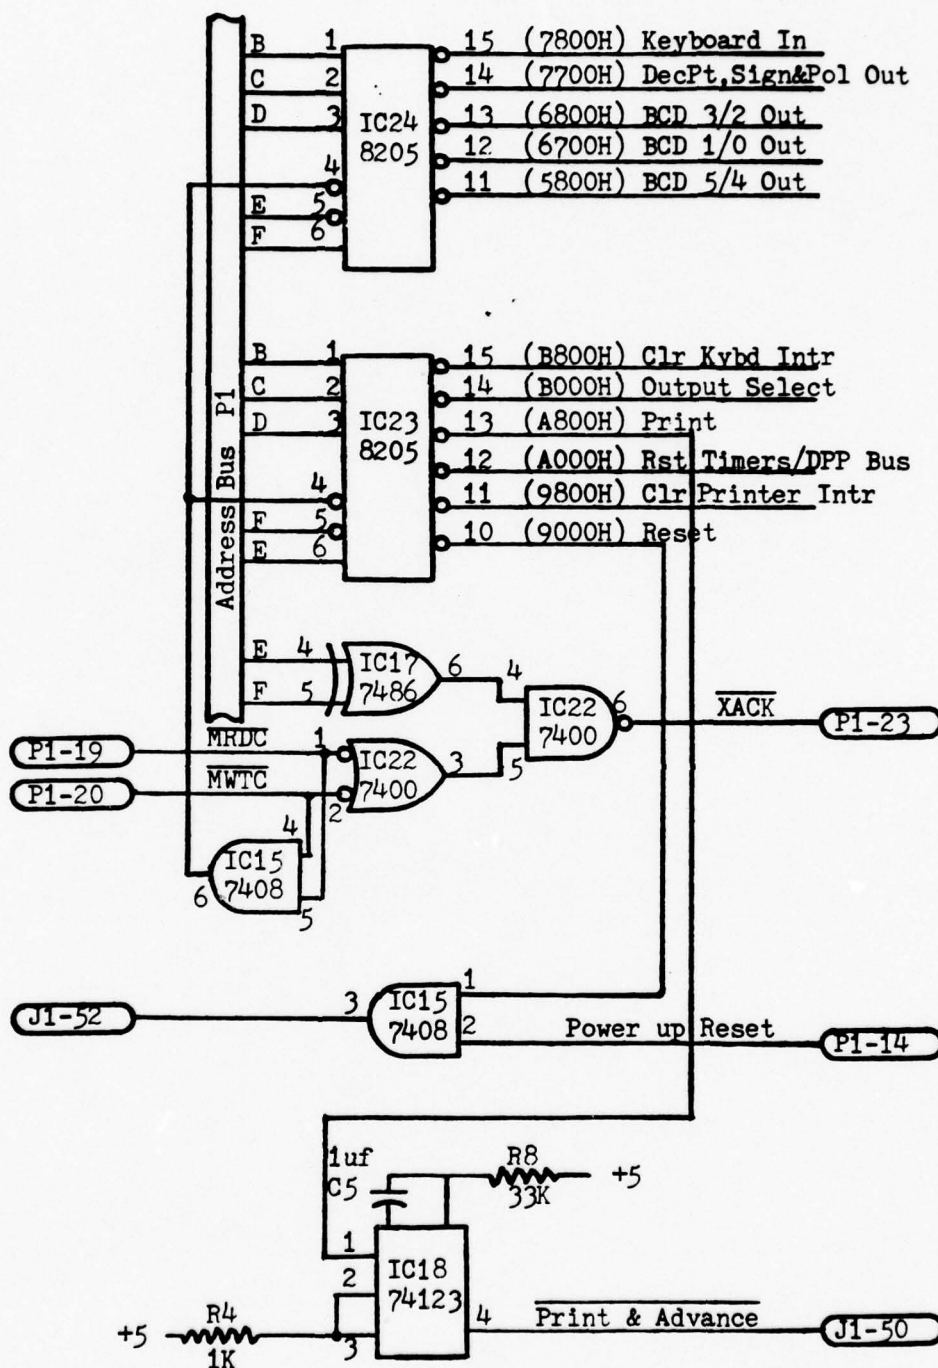 B 1 15 (7800H) Keyboard In
C 2 14 (7700H) DecPt,Sign&Pol Out
D 3 13 (6800H) BCD 3/2 Out
IC24
8205
12 (6700H) BCD 1/0 Out
4 11 (5800H) BCD 5/4 Out
E 5
F 6
B 1 15 (B800H) Clr Kybd Intr
C 2 14 (B000H) Output Select
D 3 13 (A800H) Print
IC23
8205
12 (A000H) Rst Timers/DPP Bus
4 11 (9800H) Clr Printer Intr
F 5 10 (9000H) Reset
E 6
Address Bus P1
E 4 IC17 6 4
F 5 7486
IC22 6 XACK P1-23
7400
P1-19 MRDC 1 IC22 3 5
P1-20 MWTC 2 7400
4
IC15
7408
6 5
J1-52 3 IC15 1
7408 2 Power up Reset P1-14
1uf
C5
R8
33K
+5
1
2 IC18
74123
4 Print & Advance J1-50
+5 R4
1K
3